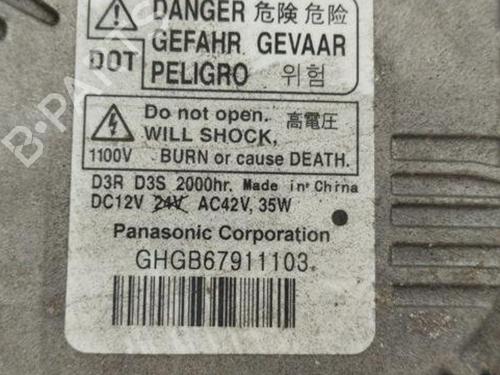 DANGER 危険 危险
GEFAHR GEVAAR
DOT
PELIGRO 위험
Do not open. 高電圧
WILL SHOCK,
1100V BURN or cause DEATH.
D3R D3S 2000hr. Made in China
DC12V 24V AC42V, 35W
Panasonic Corporation
GHGB67911103
B-PARTS